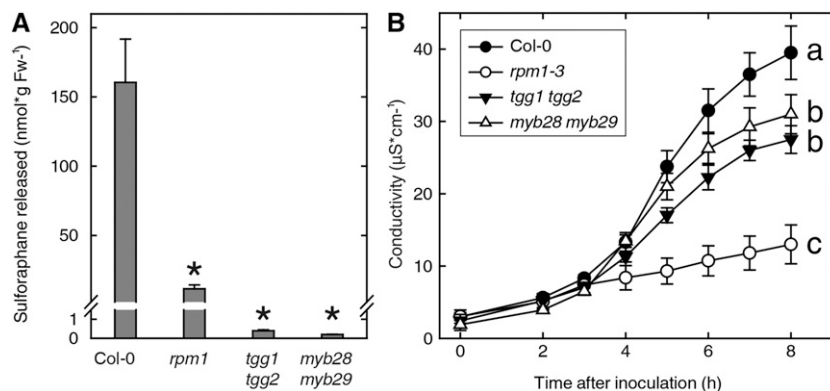 A
Sulforaphane released (nmol*g Fw-1)
200
150
100
50
1
0
*
*
*
Col-0
rpm1
tgg1
tgg2
myb28
myb29
B
Conductivity (µS*cm-1)
40
30
20
10
0
Col-0
rpm1-3
tgg1 tgg2
myb28 myb29
a
b
b
c
0
2
4
6
8
Time after inoculation (h)